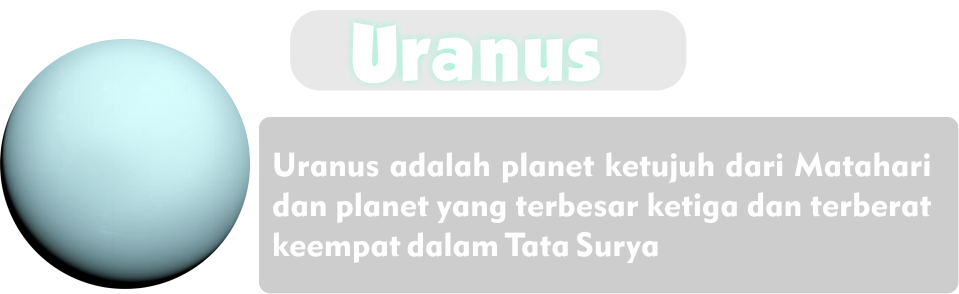 Uranus
Uranus adalah planet ketujuh dari Matahari
dan planet yang terbesar ketiga dan terberat
keempat dalam Tata Surya